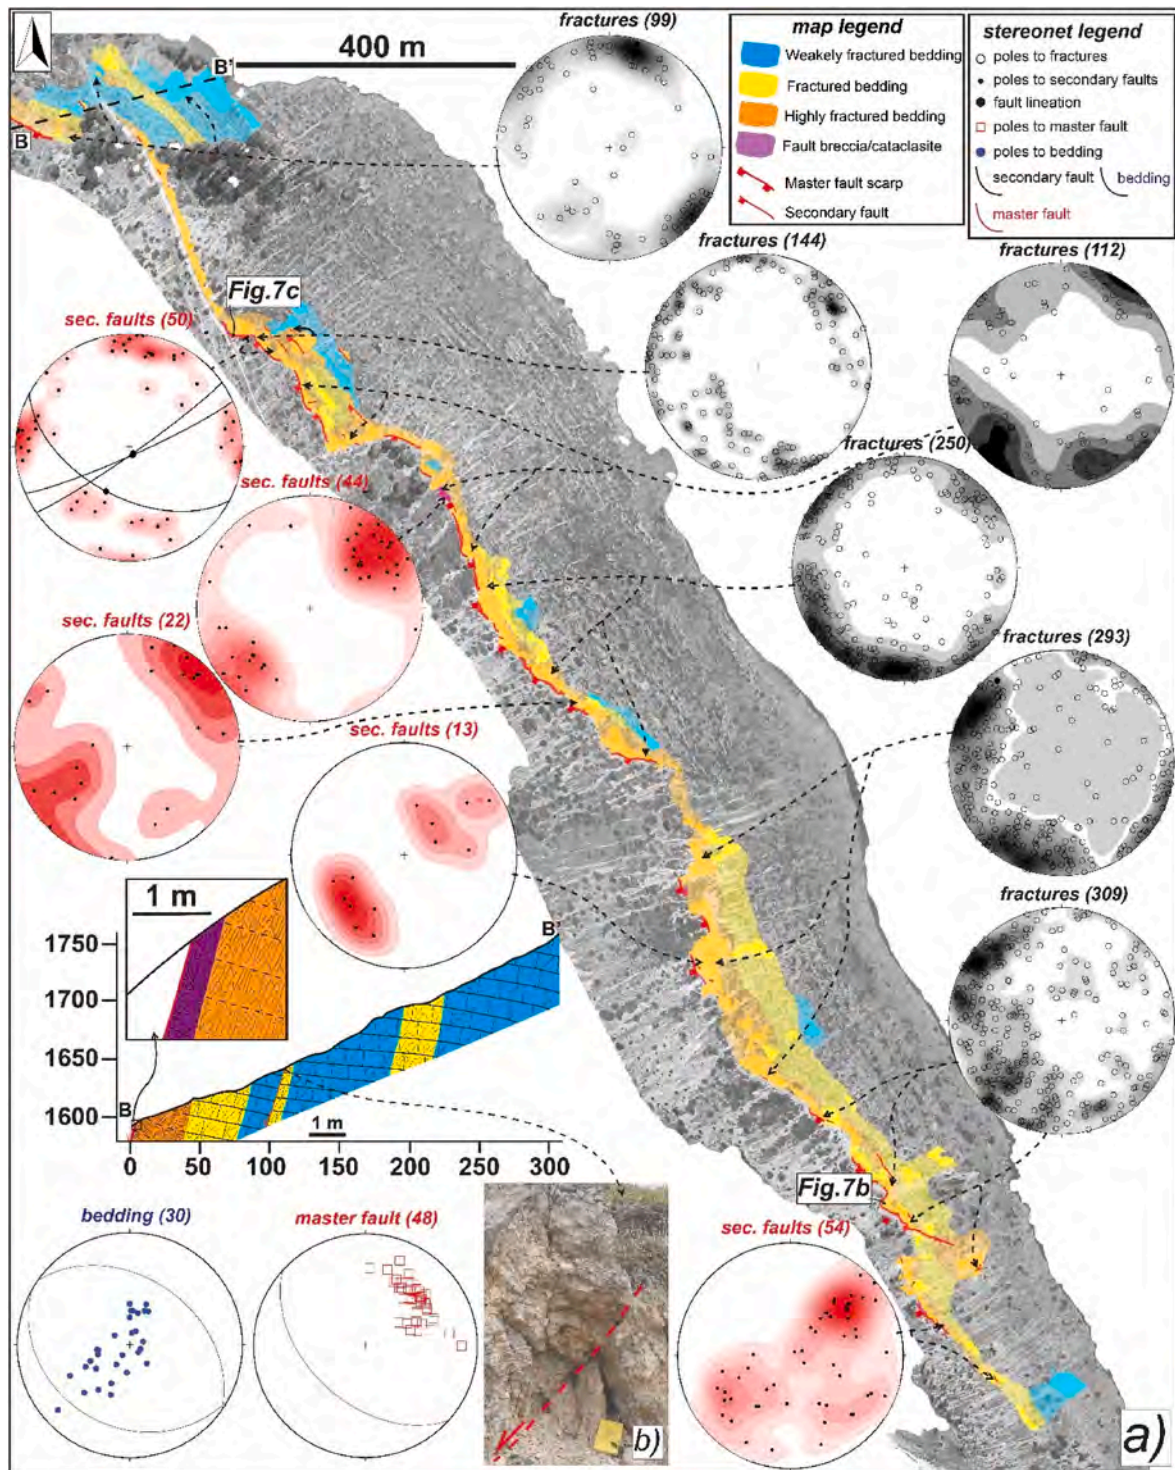 fractures (99)
400 m
B'
B
map legend
Weakely fractured bedding
Fractured bedding
Highly fractured bedding
Fault breccia/cataclasite
Master fault scarp
Secondary fault
stereonet legend
poles to fractures
poles to secondary faults
fault lineation
poles to master fault
poles to bedding
secondary fault
bedding
master fault
fractures (144)
fractures (112)
Fig.7c
sec. faults (50)
fractures (250)
sec. faults (44)
sec. faults (22)
fractures (293)
sec. faults (13)
1 m
B'
1750
1700
1650
1600
B
1 m
0 50 100 150 200 250 300
fractures (309)
Fig.7b
bedding (30)
master fault (48)
sec. faults (54)
b)
a)